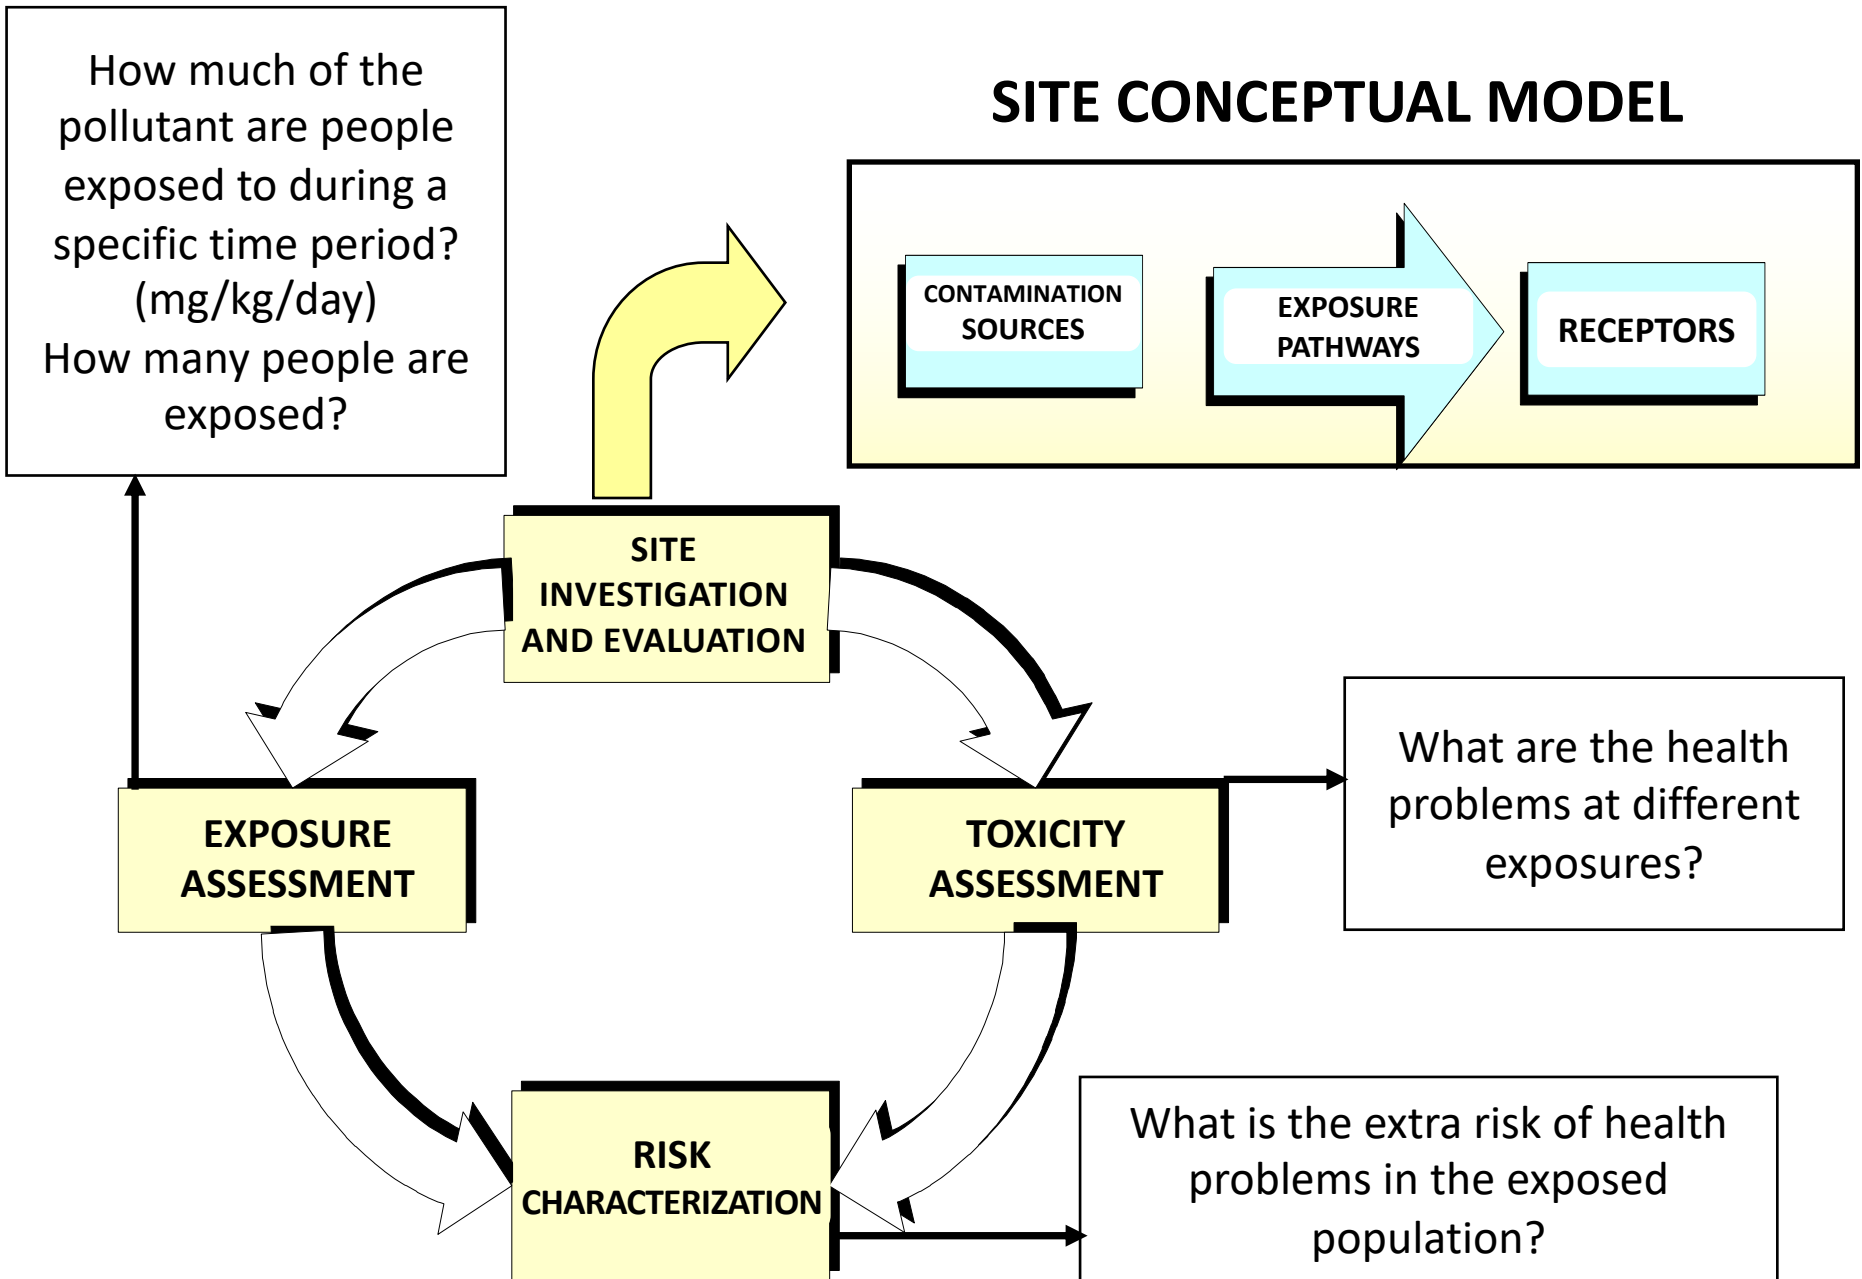 How much of the
pollutant are people
exposed to during a
specific time period?
(mg/kg/day)
How many people are
exposed?
SITE CONCEPTUAL MODEL
CONTAMINATION
SOURCES
EXPOSURE
PATHWAYS
RECEPTORS
SITE
INVESTIGATION
AND EVALUATION
EXPOSURE
ASSESSMENT
TOXICITY
ASSESSMENT
What are the health
problems at different
exposures?
RISK
CHARACTERIZATION
What is the extra risk of health
problems in the exposed
population?